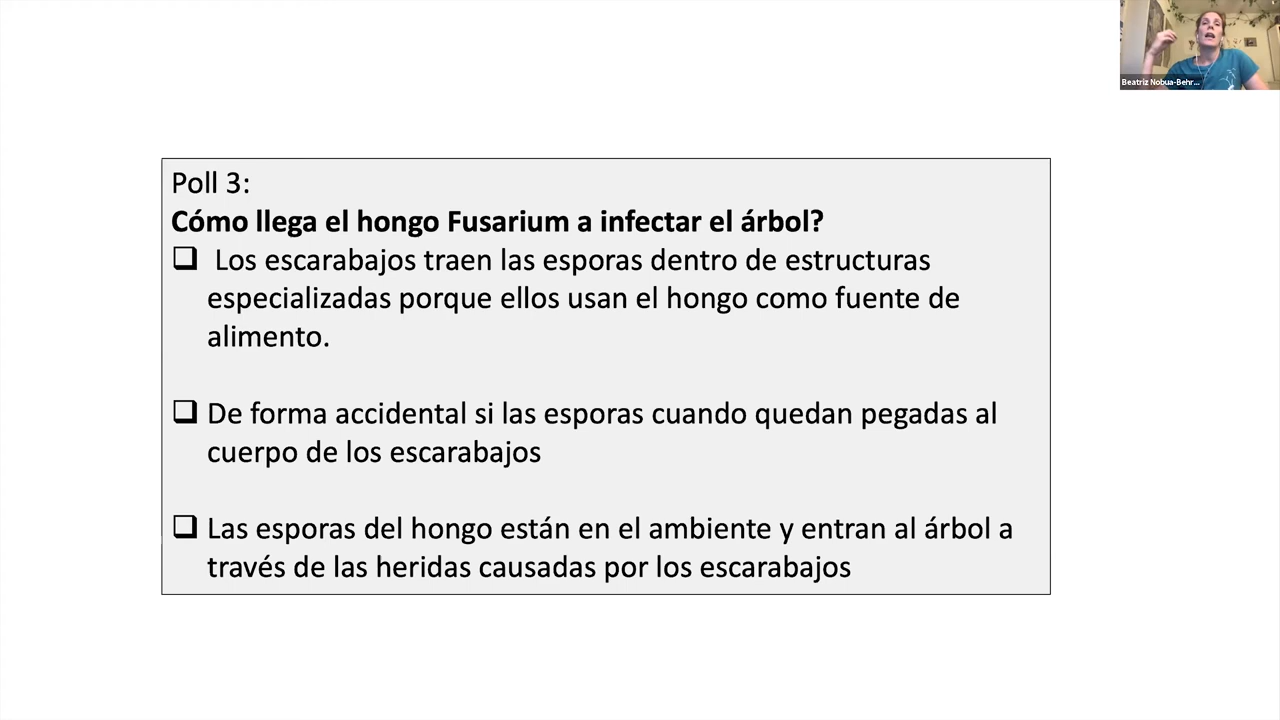 Beatriz Nobua-Behr...
Poll 3:
Cómo llega el hongo Fusarium a infectar el árbol?
Los escarabajos traen las esporas dentro de estructuras
especializadas porque ellos usan el hongo como fuente de
alimento.
De forma accidental si las esporas cuando quedan pegadas al
cuerpo de los escarabajos
Las esporas del hongo están en el ambiente y entran al árbol a
través de las heridas causadas por los escarabajos